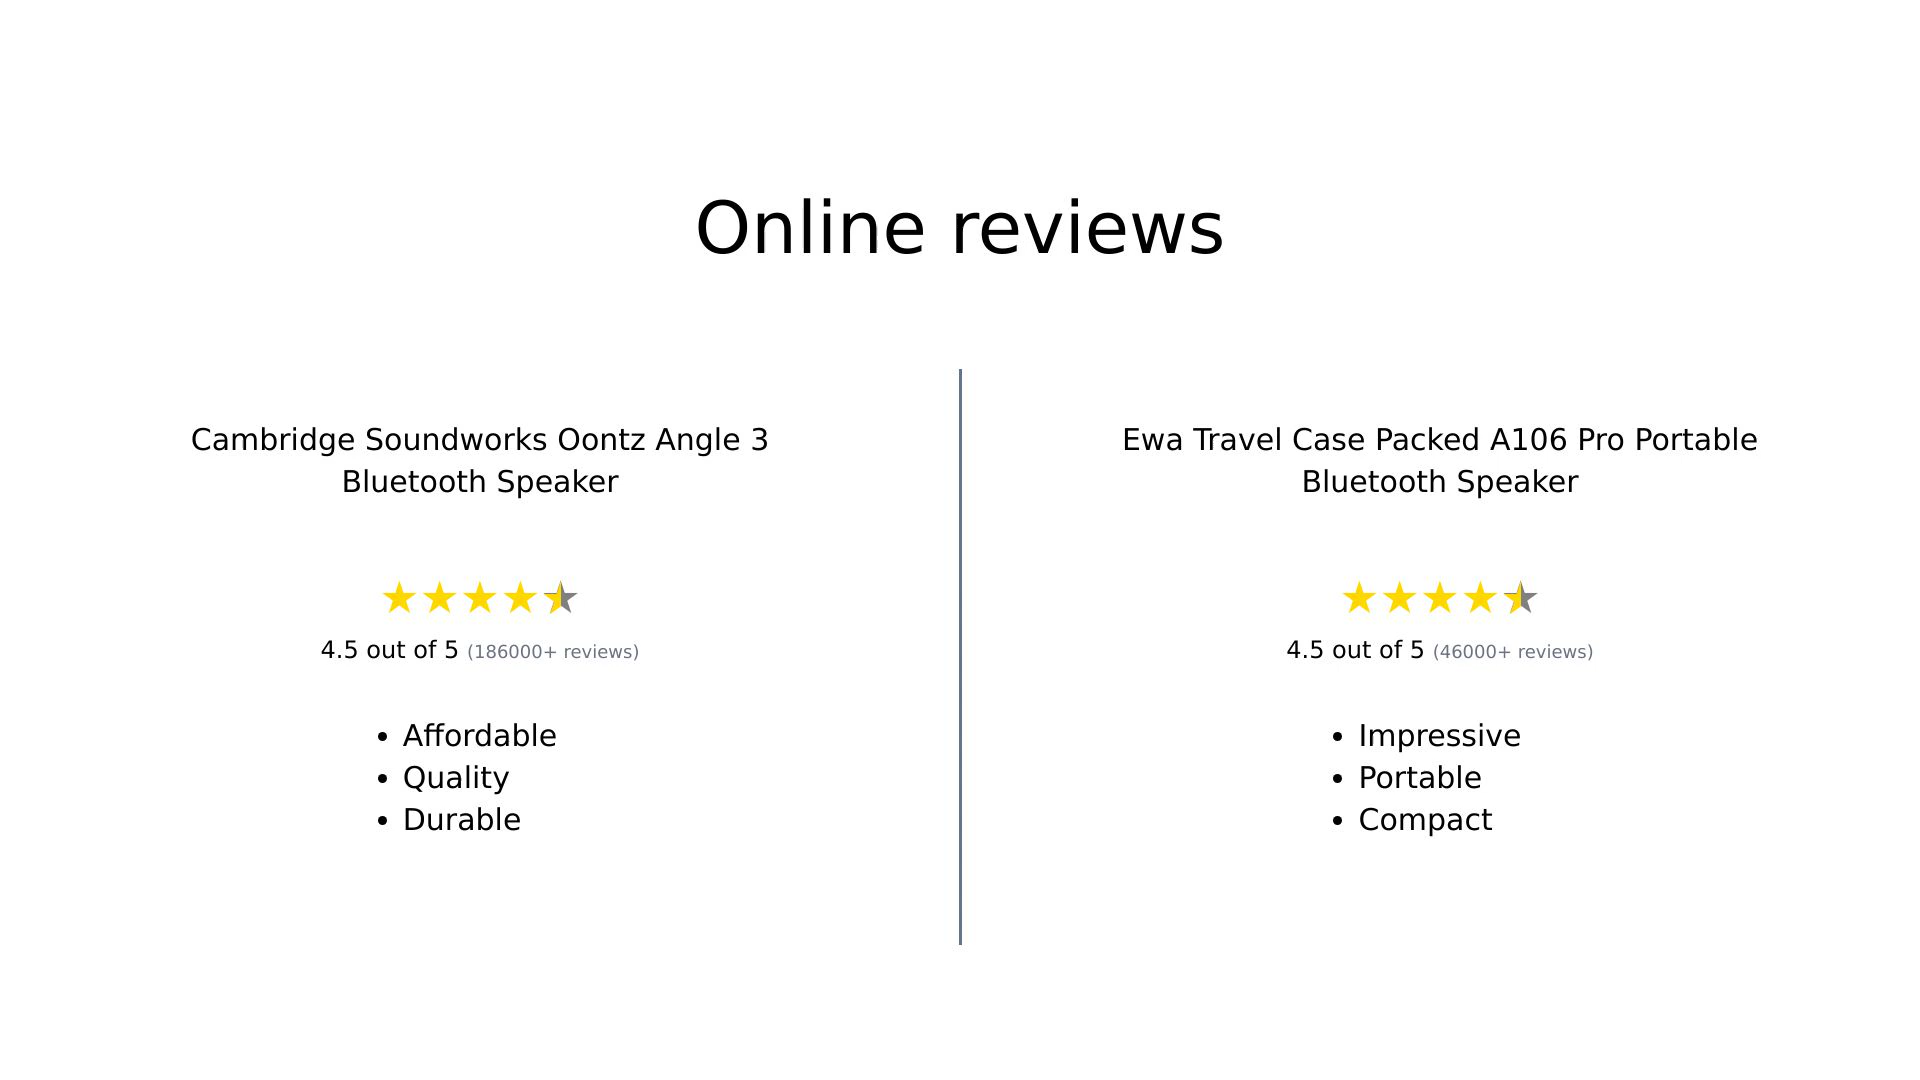 Online reviews
Cambridge Soundworks Oontz Angle 3
Bluetooth Speaker
4.5 out of 5 (186000+ reviews)
• Affordable
• Quality
• Durable
Ewa Travel Case Packed A106 Pro Portable
Bluetooth Speaker
4.5 out of 5 (46000+ reviews)
• Impressive
• Portable
• Compact